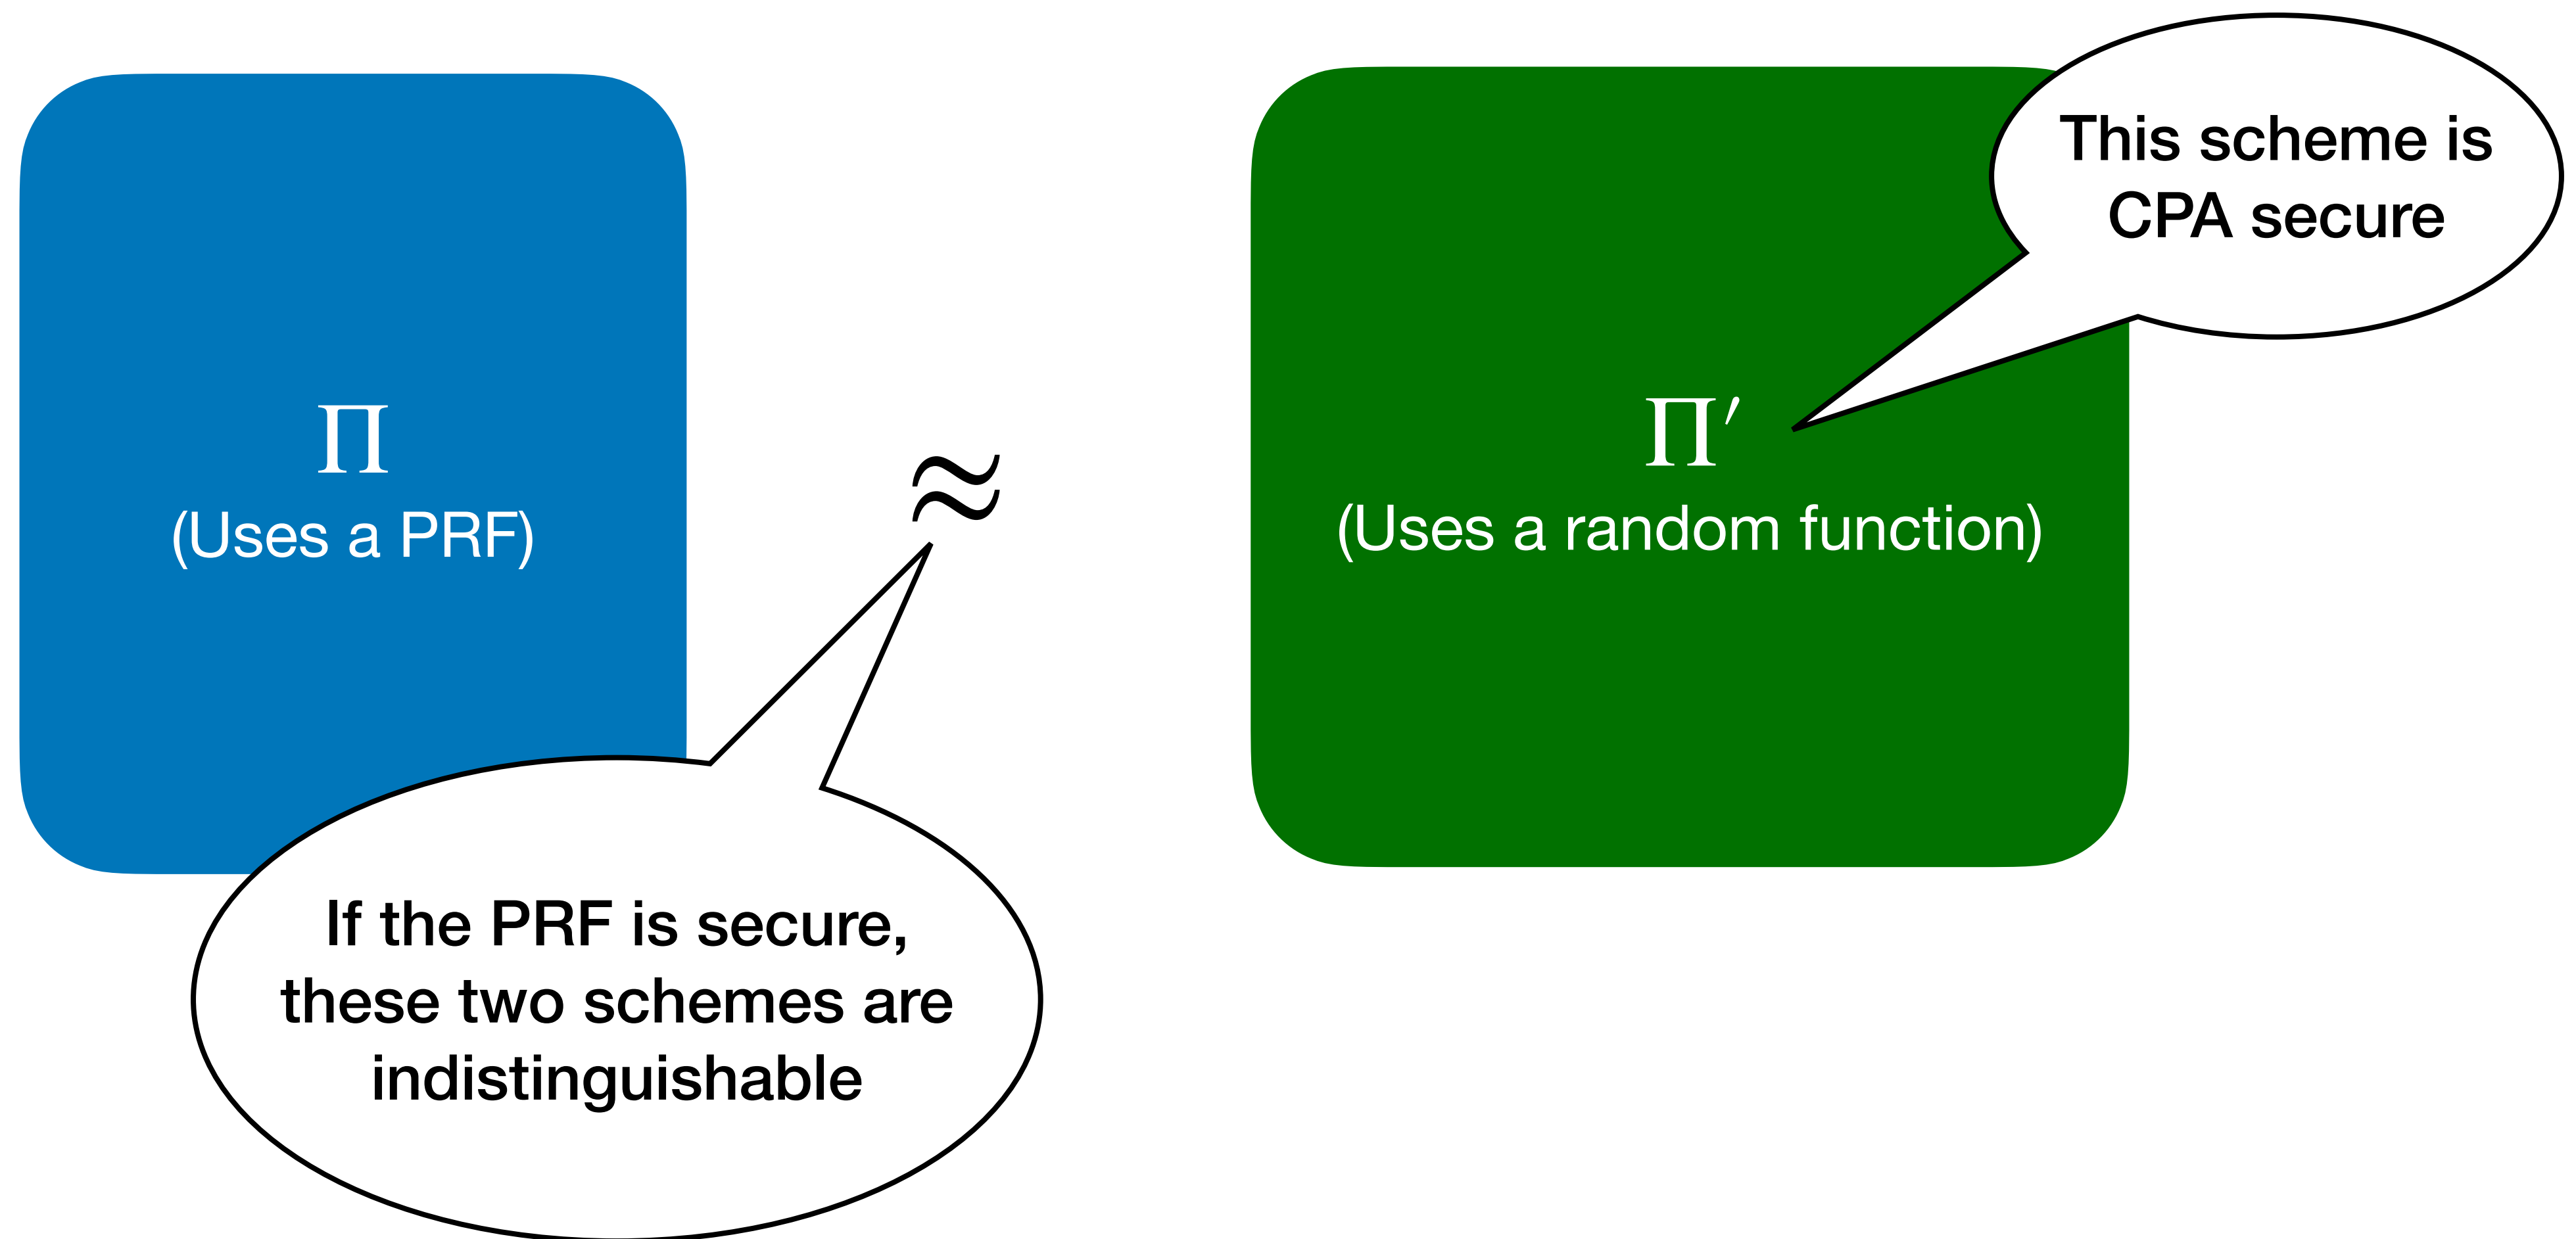 Π
(Uses a PRF)
≈
Π′
(Uses a random function)
This scheme is
CPA secure
If the PRF is secure,
these two schemes are
indistinguishable